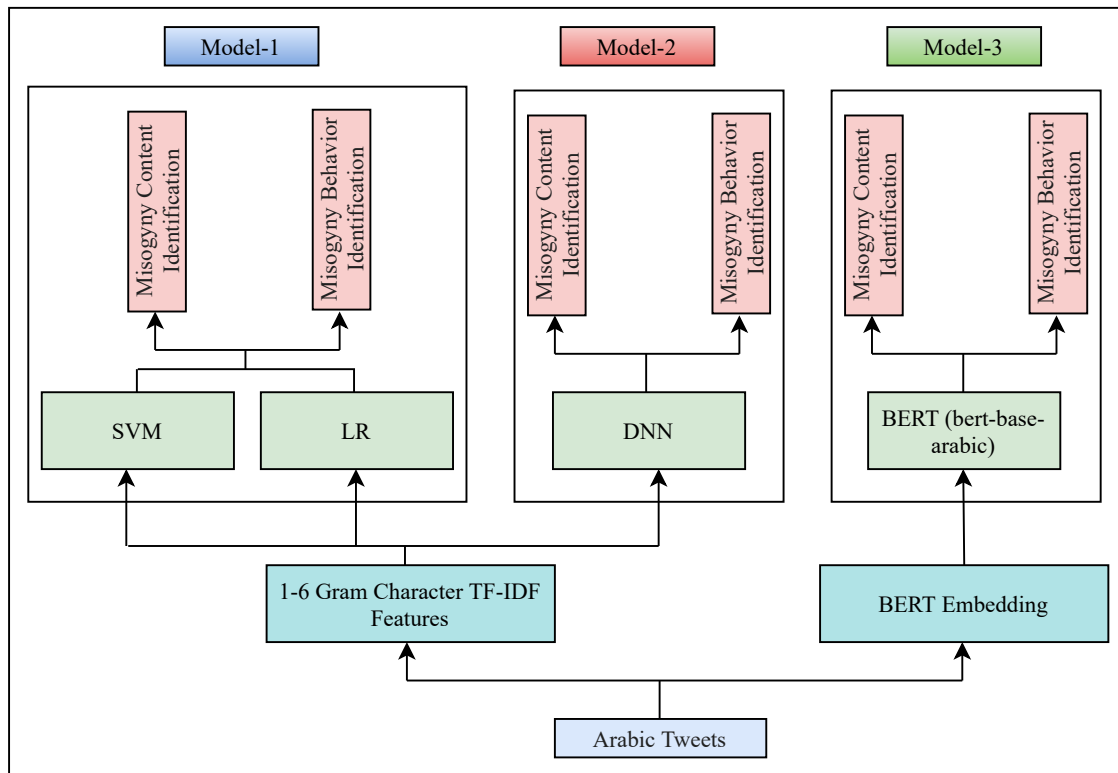 Model-1
Model-2
Model-3
Misogyny Content
Identification
Misogyny Behavior
Identification
Misogyny Content
Identification
Misogyny Behavior
Identification
Misogyny Content
Identification
Misogyny Behavior
Identification
SVM
LR
DNN
BERT (bert-base-
arabic)
1-6 Gram Character TF-IDF
Features
BERT Embedding
Arabic Tweets